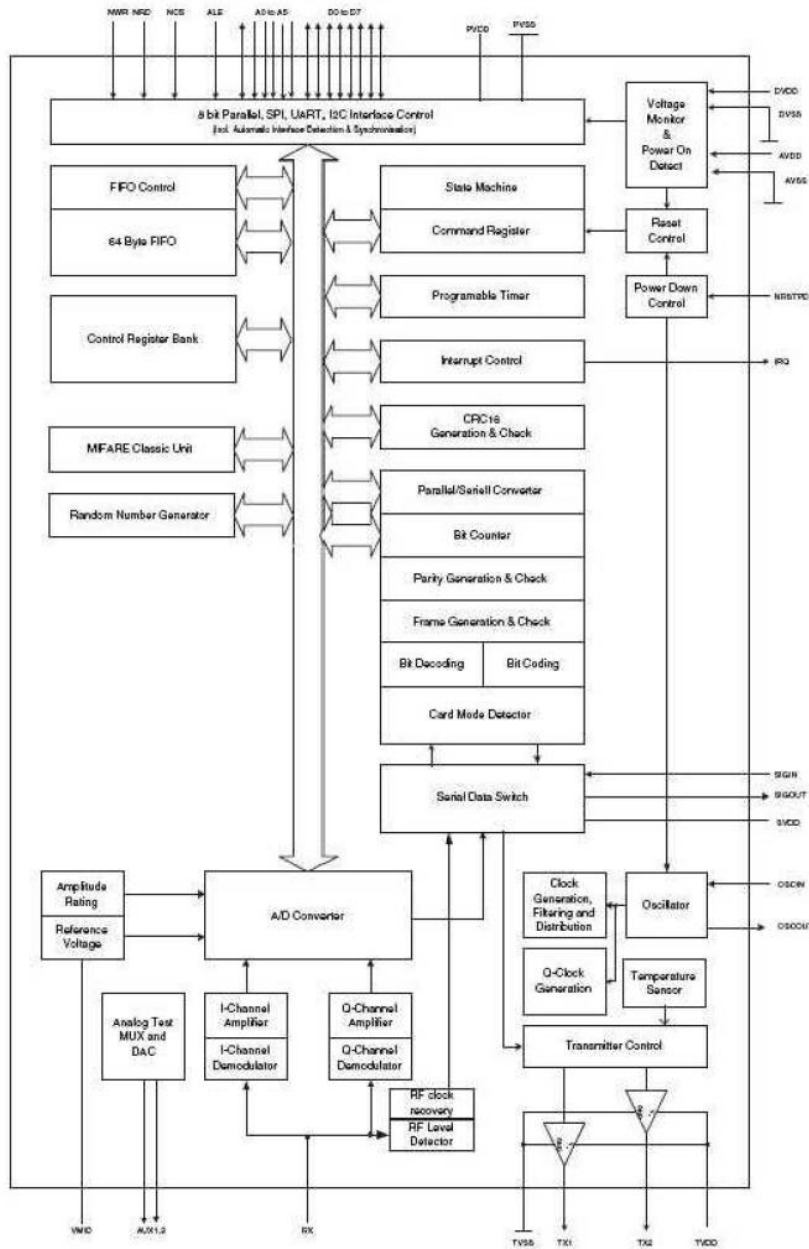 NWR NRD NCS ALE A0 to A5 D0 to D7
PVDD PVSS
8 bit Parallel, SPI, UART, I2C Interface Control
(incl. Automatic Interface Detection & Synchronisation)
Voltage
Monitor
&
Power On
Detect
DVDD
DVSS
AVDD
AVSS
FIFO Control
64 Byte FIFO
State Machine
Command Register
Reset
Control
Control Register Bank
Programable Timer
Power Down
Control
NRSTPD
Interrupt Control
IRQ
MIFARE Classic Unit
CRC16
Generation & Check
Random Number Generator
Parallel/Seriell Converter
Bit Counter
Parity Generation & Check
Frame Generation & Check
Bit Decoding
Bit Coding
Card Mode Detector
Serial Data Switch
SIGIN
SIGOUT
SVDD
Amplitude
Rating
Reference
Voltage
A/D Converter
Clock
Generation,
Filtering and
Distribution
Oscillator
OSCIN
OSCOUT
Q-Clock
Generation
Temperature
Sensor
Analog Test
MUX and
DAC
I-Channel
Amplifier
I-Channel
Demodulator
Q-Channel
Amplifier
Q-Channel
Demodulator
Transmitter Control
RF clock
recovery
RF Level
Detector
VMID
AUX1,2
RX
TVSS
TX1
TX2
TVDD